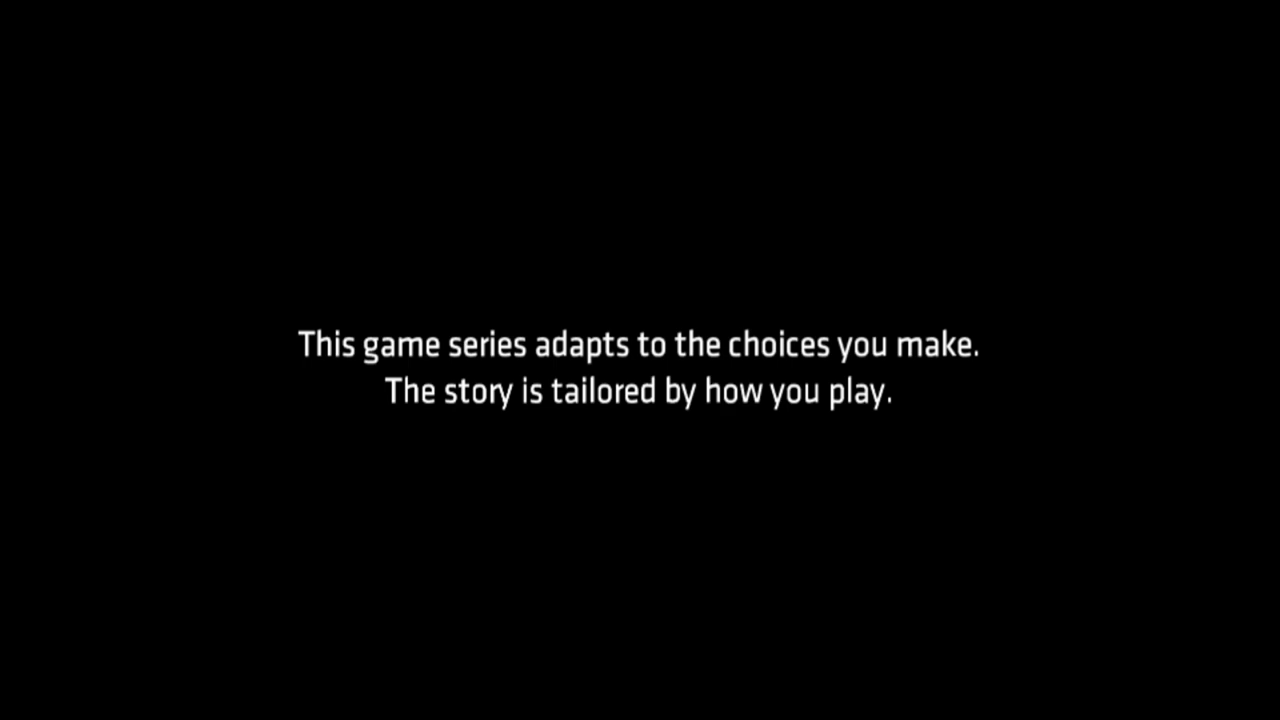 This game series adapts to the choices you make.
The story is tailored by how you play.